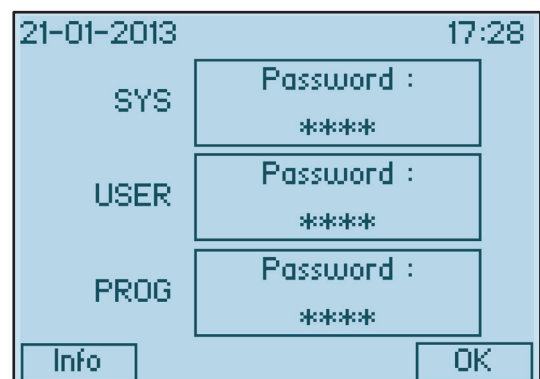 21-01-2013 17:28
Password :
SYS
****
Password :
USER
****
Password :
PROG
****
Info OK